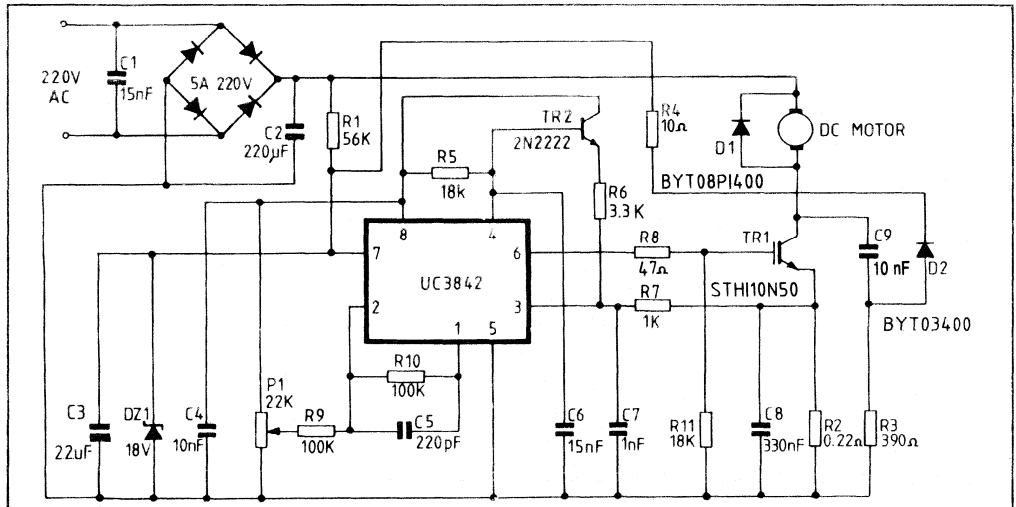 220V
AC
C1
15nF
5A 220V
C2
220µF
R1
56K
R5
18k
TR2
2N2222
R6
3.3K
R4
10Ω
D1
DC MOTOR
BYT08PI400
8
4
7
6
2
3
1
5
UC3842
R8
47Ω
R7
1K
TR1
STHI10N50
C9
10nF
D2
BYT03400
R10
100K
C5
220pF
P1
22K
R9
100K
C3
22uF
DZ1
18V
C4
10nF
C6
15nF
C7
1nF
R11
18K
C8
330nF
R2
0.22Ω
R3
390Ω